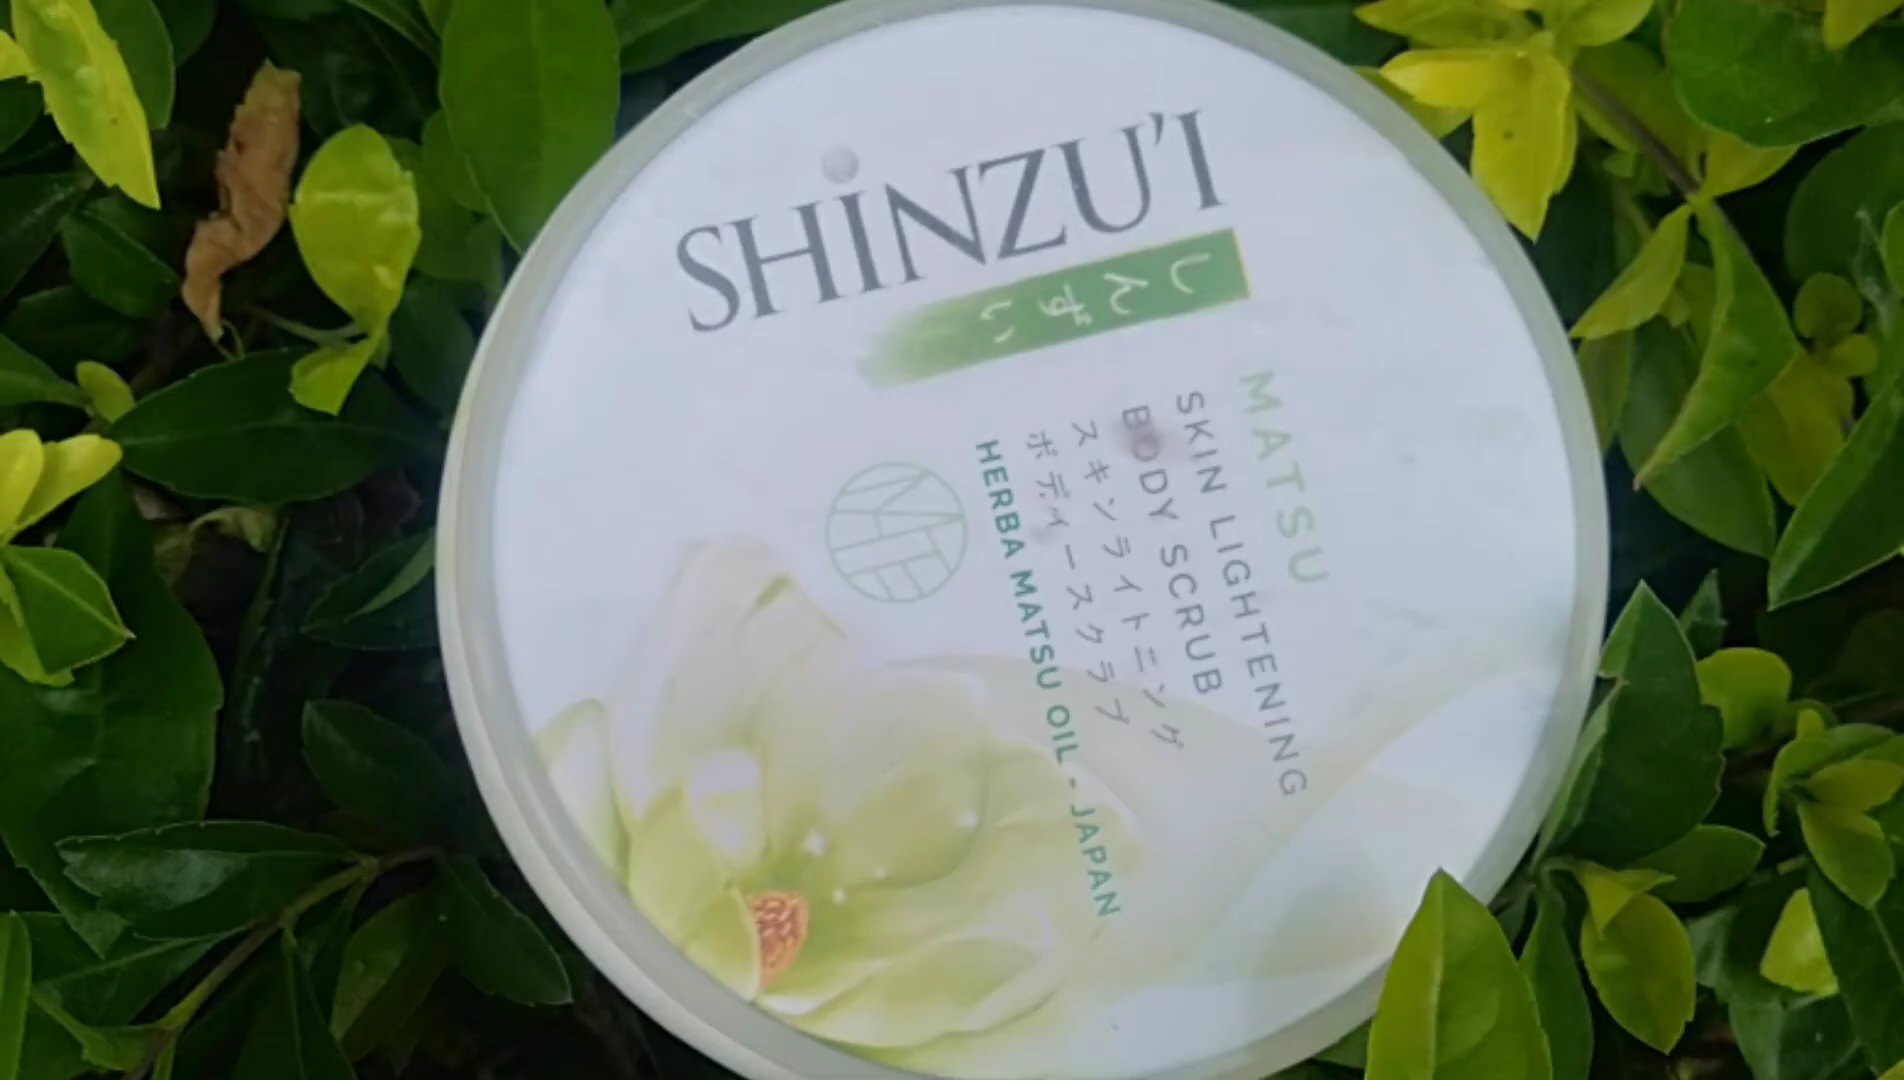 SHiNZU'I
しんずい
MATSU
SKIN LIGHTENING
BODY SCRUB
スキンライトニング
ボディースクラブ
HERBA MATSU OIL - JAPAN